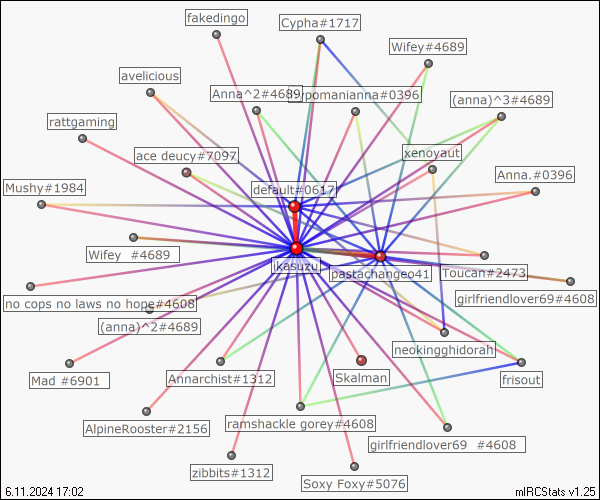 fakedingo
Cypha#1717
Wifey#4689
avelicious
Anna^2#4689
ypomanianna#0396
(anna)^3#4689
rattgaming
ace deucy#7097
xenoyaut
Mushy#1984
default#0617
Anna.#0396
Wifey #4689
ikasuzu
pastachangeo41
Toucan#2473
no cops no laws no hope#4608
girlfriendlover69#4608
(anna)^2#4689
neokingghidorah
Mad #6901
Annarchist#1312
Skalman
frisout
AlpineRooster#2156
ramshackle gorey#4608
girlfriendlover69 #4608
zibbits#1312
Soxy Foxy#5076
6.11.2024 17:02
mIRCStats v1.25